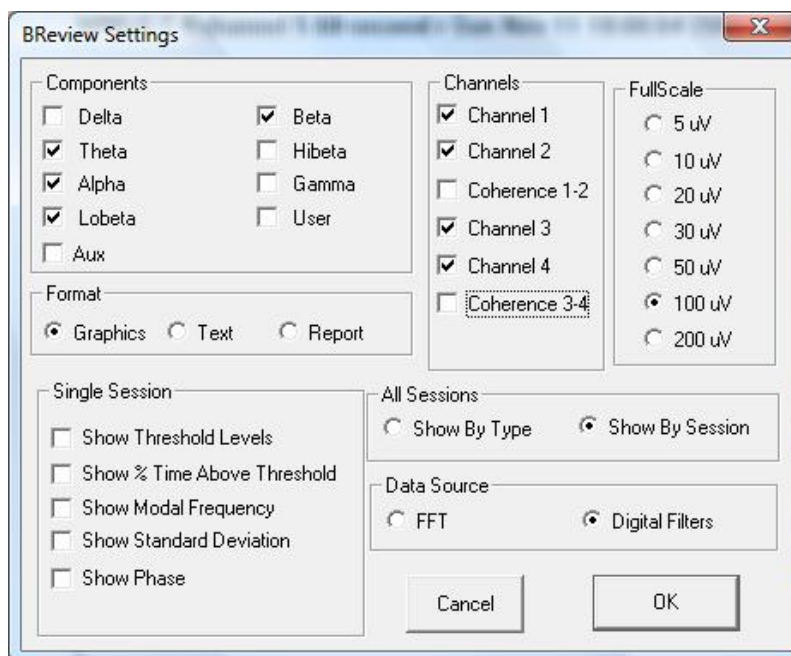 BReview Settings
Components
Delta
Theta
Alpha
Lobeta
Aux
Beta
Hibeta
Gamma
User
Channels
Channel 1
Channel 2
Coherence 1-2
Channel 3
Channel 4
Coherence 3-4
FullScale
5 uV
10 uV
20 uV
30 uV
50 uV
100 uV
200 uV
Format
Graphics
Text
Report
Single Session
Show Threshold Levels
Show % Time Above Threshold
Show Modal Frequency
Show Standard Deviation
Show Phase
All Sessions
Show By Type
Show By Session
Data Source
FFT
Digital Filters
Cancel
OK